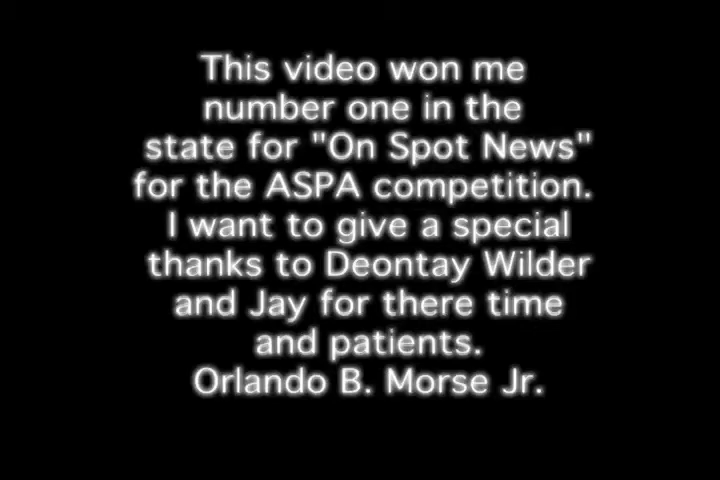 This video won me
number one in the
state for "On Spot News"
for the ASPA competition.
I want to give a special
thanks to Deontay Wilder
and Jay for there time
and patients.
Orlando B. Morse Jr.